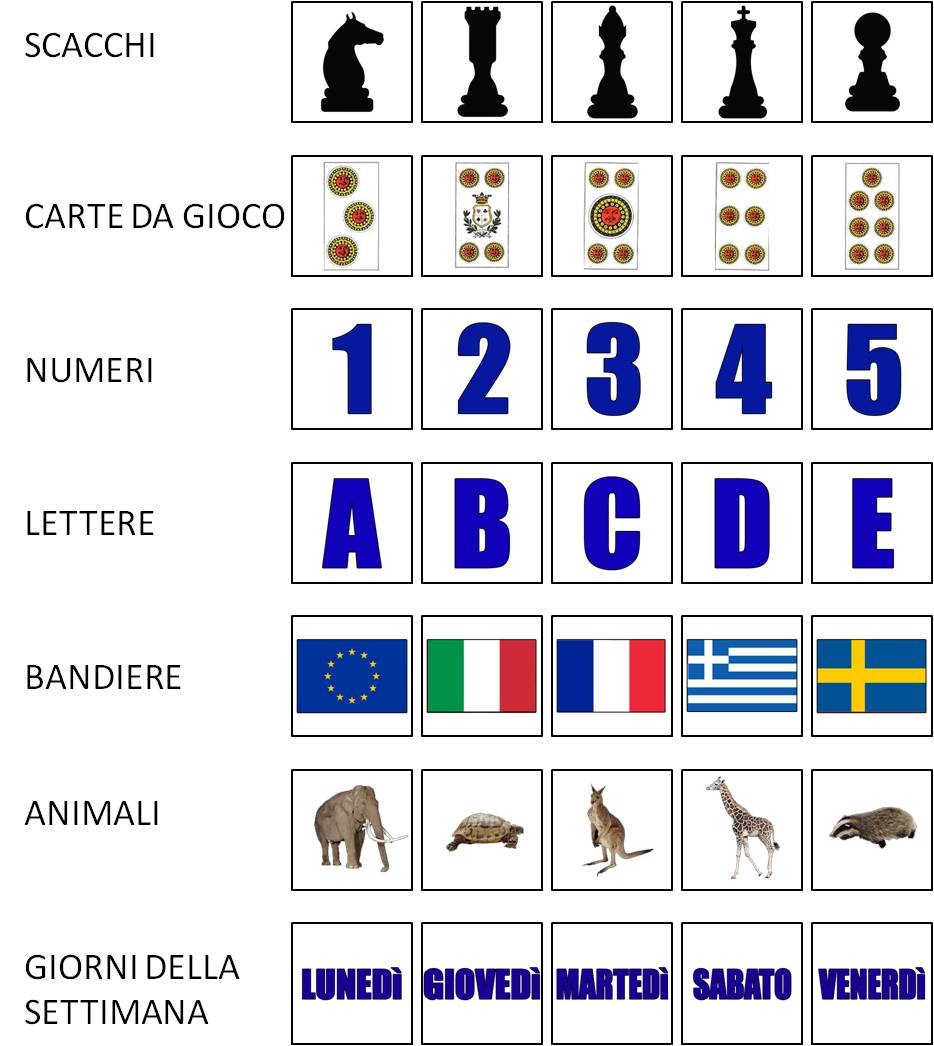 SCACCHI
CARTE DA GIOCO
NUMERI
1 2 3 4 5
LETTERE
A B C D E
BANDIERE
ANIMALI
GIORNI DELLA
SETTIMANA
LUNEDì GIOVEDì MARTEDì SABATO VENERDì